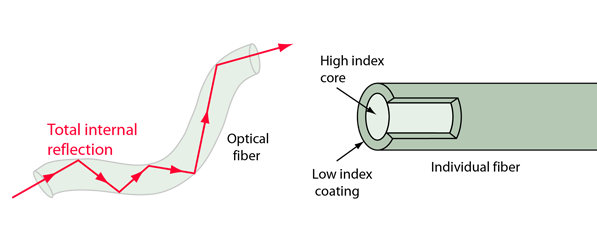 Total internal
reflection
Optical
fiber
High index
core
Low index
coating
Individual fiber